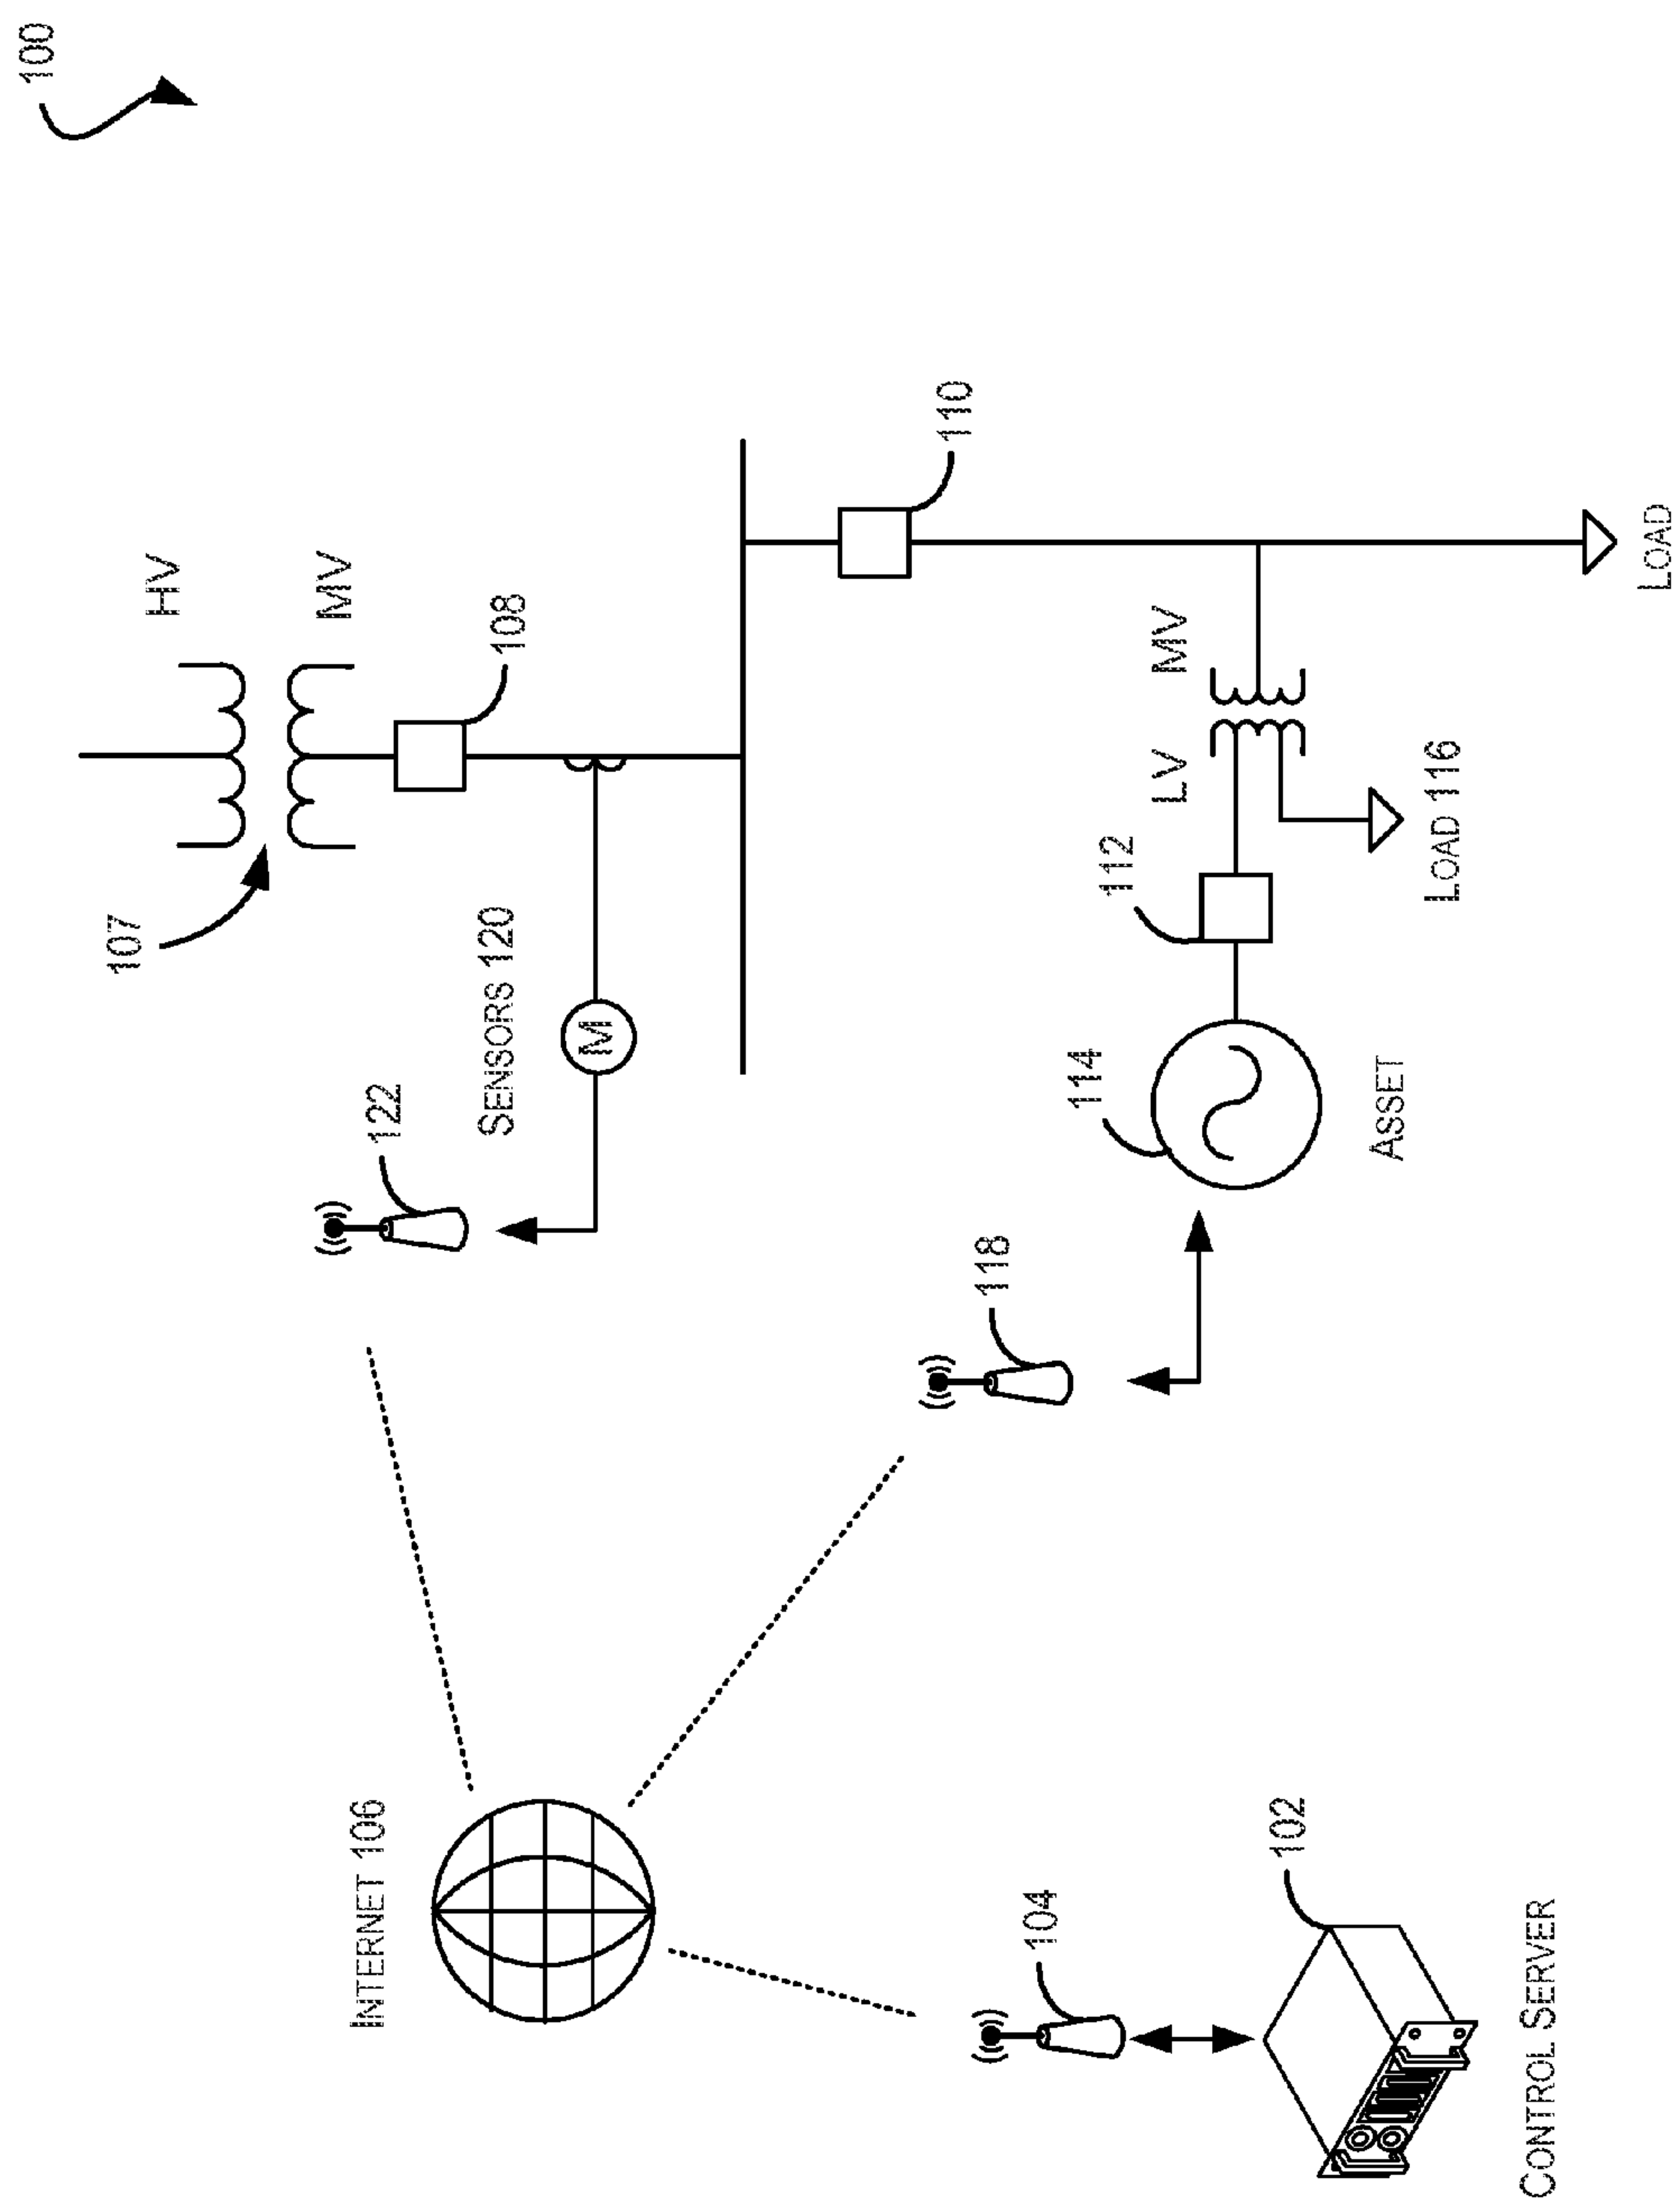 100
HV
MV
107
108
SENSORS 120
M
122
110
LV
MV
112
114
ASSET
LOAD 116
LOAD
118
INTERNET 106
104
102
CONTROL SERVER